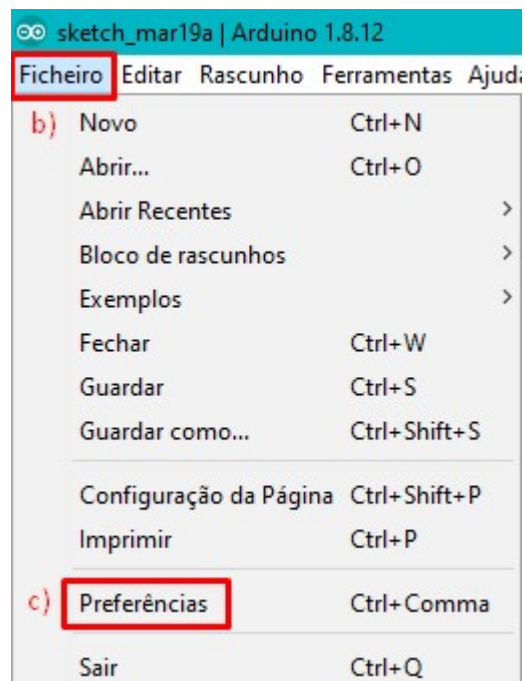 sketch_mar19a | Arduino 1.8.12
Ficheiro Editar Rascunho Ferramentas Ajuda
b) Novo Ctrl+N
Abrir... Ctrl+O
Abrir Recentes >
Bloco de rascunhos >
Exemplos >
Fechar Ctrl+W
Guardar Ctrl+S
Guardar como... Ctrl+Shift+S
Configuração da Página Ctrl+Shift+P
Imprimir Ctrl+P
c) Preferências Ctrl+Comma
Sair Ctrl+Q